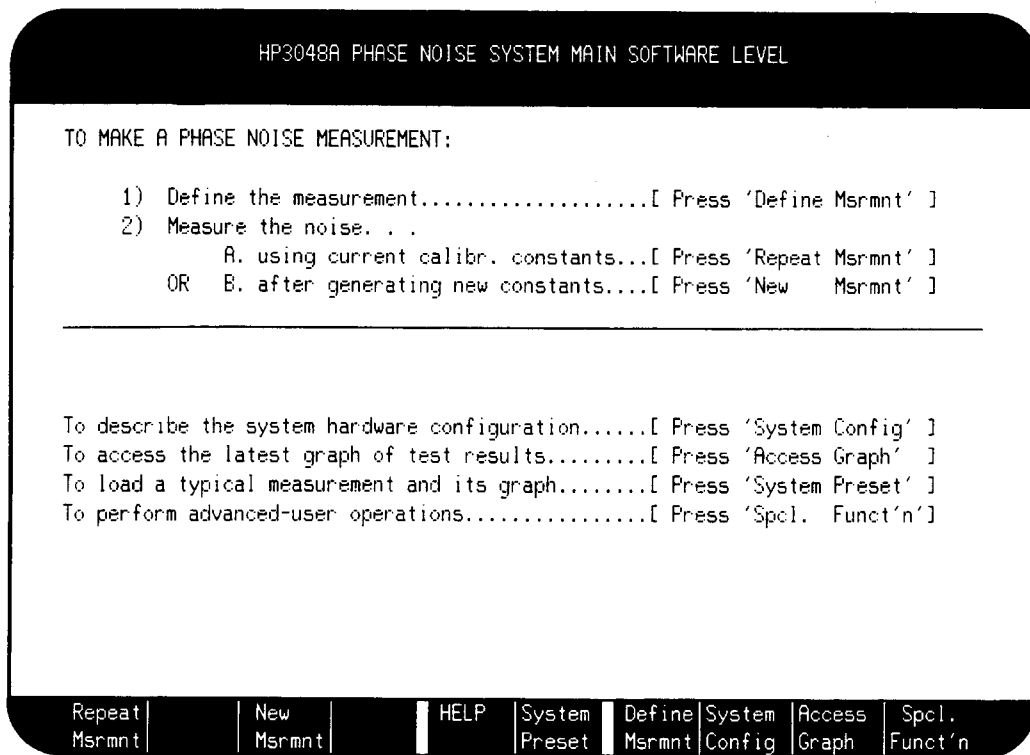 HP3048A PHASE NOISE SYSTEM MAIN SOFTWARE LEVEL
TO MAKE A PHASE NOISE MEASUREMENT:
1) Define the measurement....................[ Press 'Define Msrmnt' ]
2) Measure the noise. . .
A. using current calibr. constants...[ Press 'Repeat Msrmnt' ]
OR B. after generating new constants....[ Press 'New Msrmnt' ]
To describe the system hardware configuration......[ Press 'System Config' ]
To access the latest graph of test results.........[ Press 'Access Graph' ]
To load a typical measurement and its graph........[ Press 'System Preset' ]
To perform advanced-user operations................[ Press 'Spcl. Funct'n']
Repeat New HELP System Define System Access Spcl.
Msrmnt Msrmnt Preset Msrmnt Config Graph Funct'n